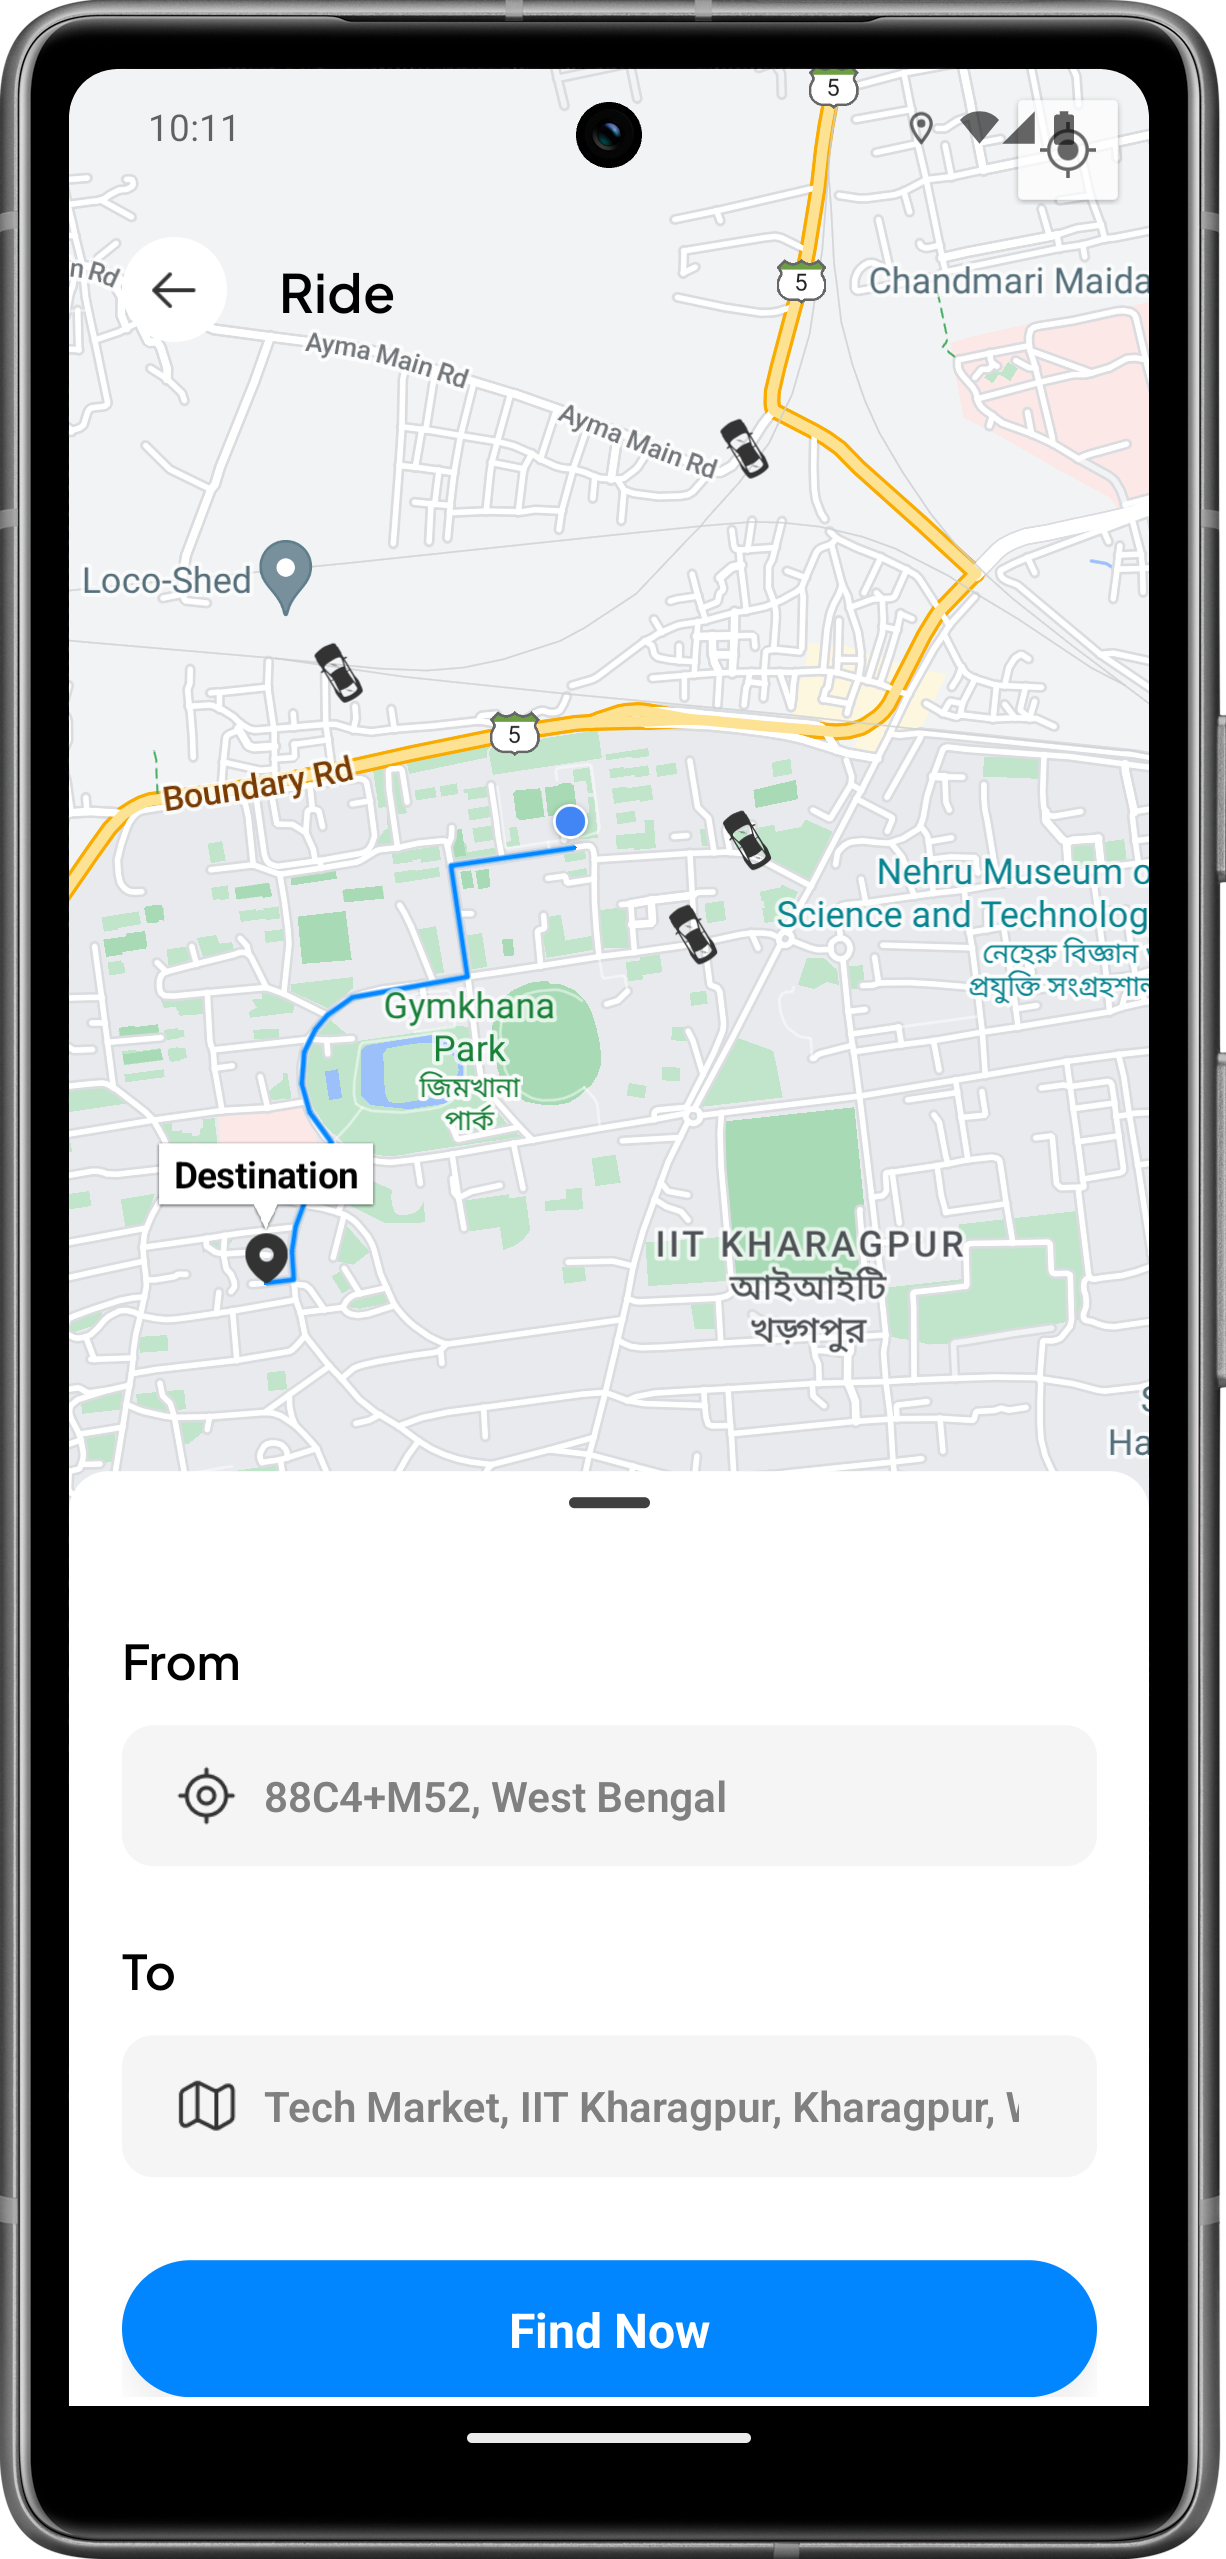 10:11
5
5
Chandmari Maida
n Rd
Ride
Ayma Main Rd
Ayma Main Rd
Loco-Shed
5
Boundary Rd
Nehru Museum o
Science and Technolog
নেহেরু বিজ্ঞান
প্রযুক্তি সংগ্রহশাল
Gymkhana
Park
জিমখানা
পার্ক
Destination
IIT KHARAGPUR
আইআইটি
খড়্গপুর
S
Ha
From
88C4+M52, West Bengal
To
Tech Market, IIT Kharagpur, Kharagpur, W
Find Now